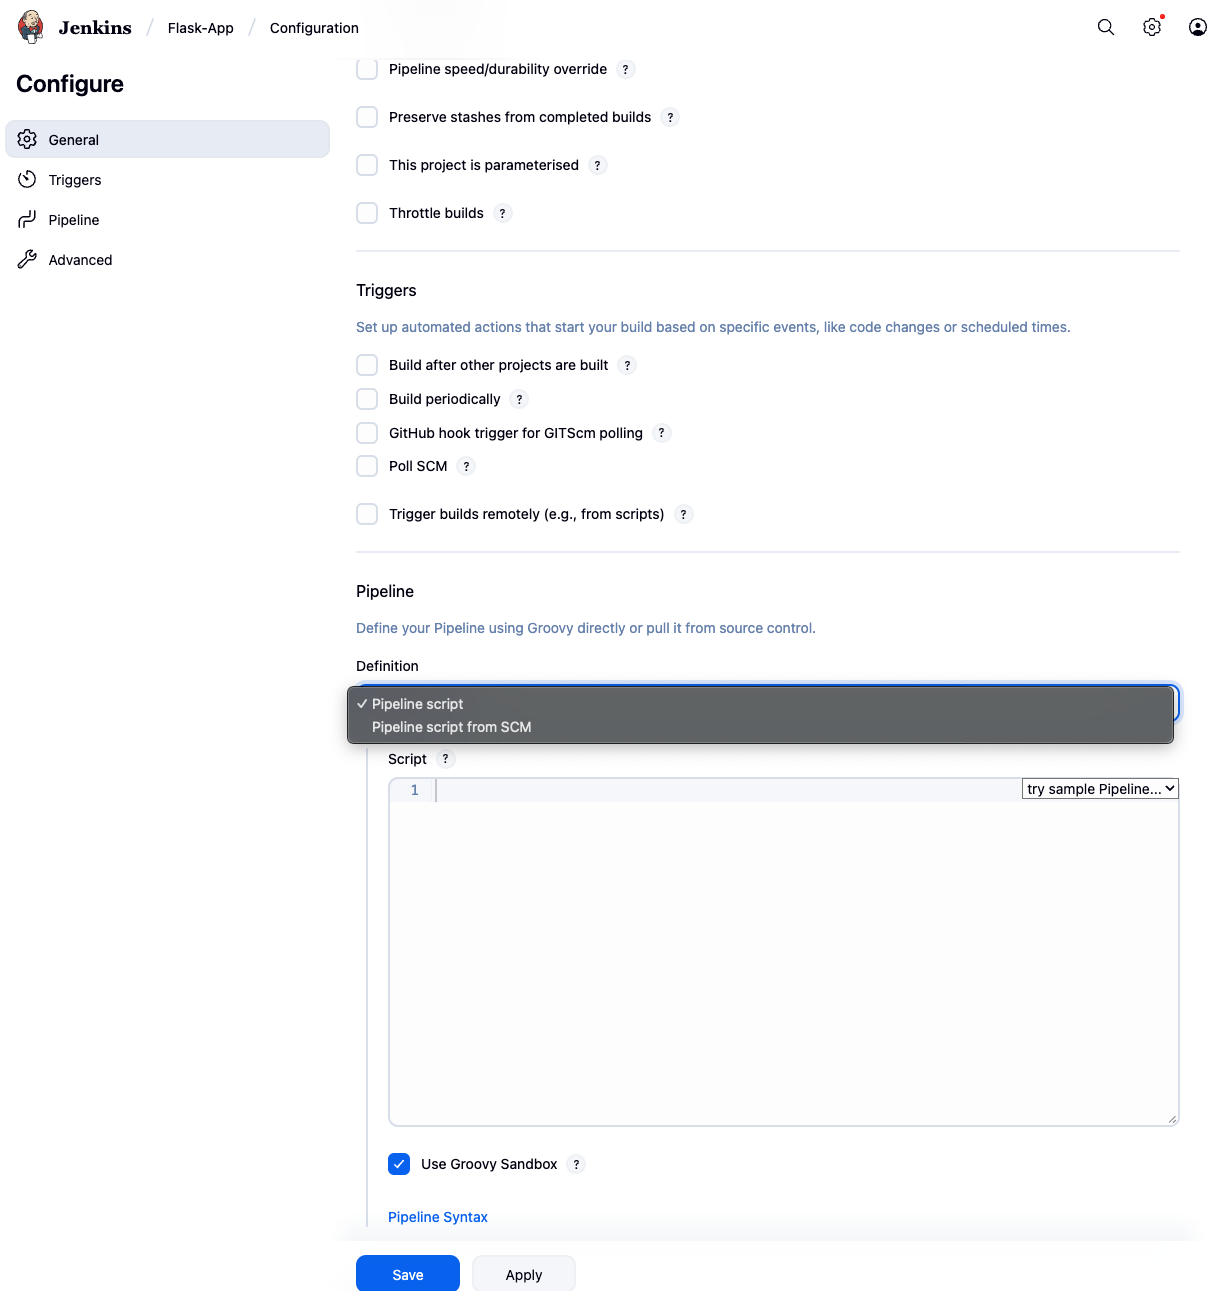 Jenkins / Flask-App / Configuration
Configure
General
Triggers
Pipeline
Advanced
Pipeline speed/durability override ?
Preserve stashes from completed builds ?
This project is parameterised ?
Throttle builds ?
Triggers
Set up automated actions that start your build based on specific events, like code changes or scheduled times.
Build after other projects are built ?
Build periodically ?
GitHub hook trigger for GITScm polling ?
Poll SCM ?
Trigger builds remotely (e.g., from scripts) ?
Pipeline
Define your Pipeline using Groovy directly or pull it from source control.
Definition
✓ Pipeline script
Pipeline script from SCM
Script ?
1
try sample Pipeline...
Use Groovy Sandbox ?
Pipeline Syntax
Save
Apply